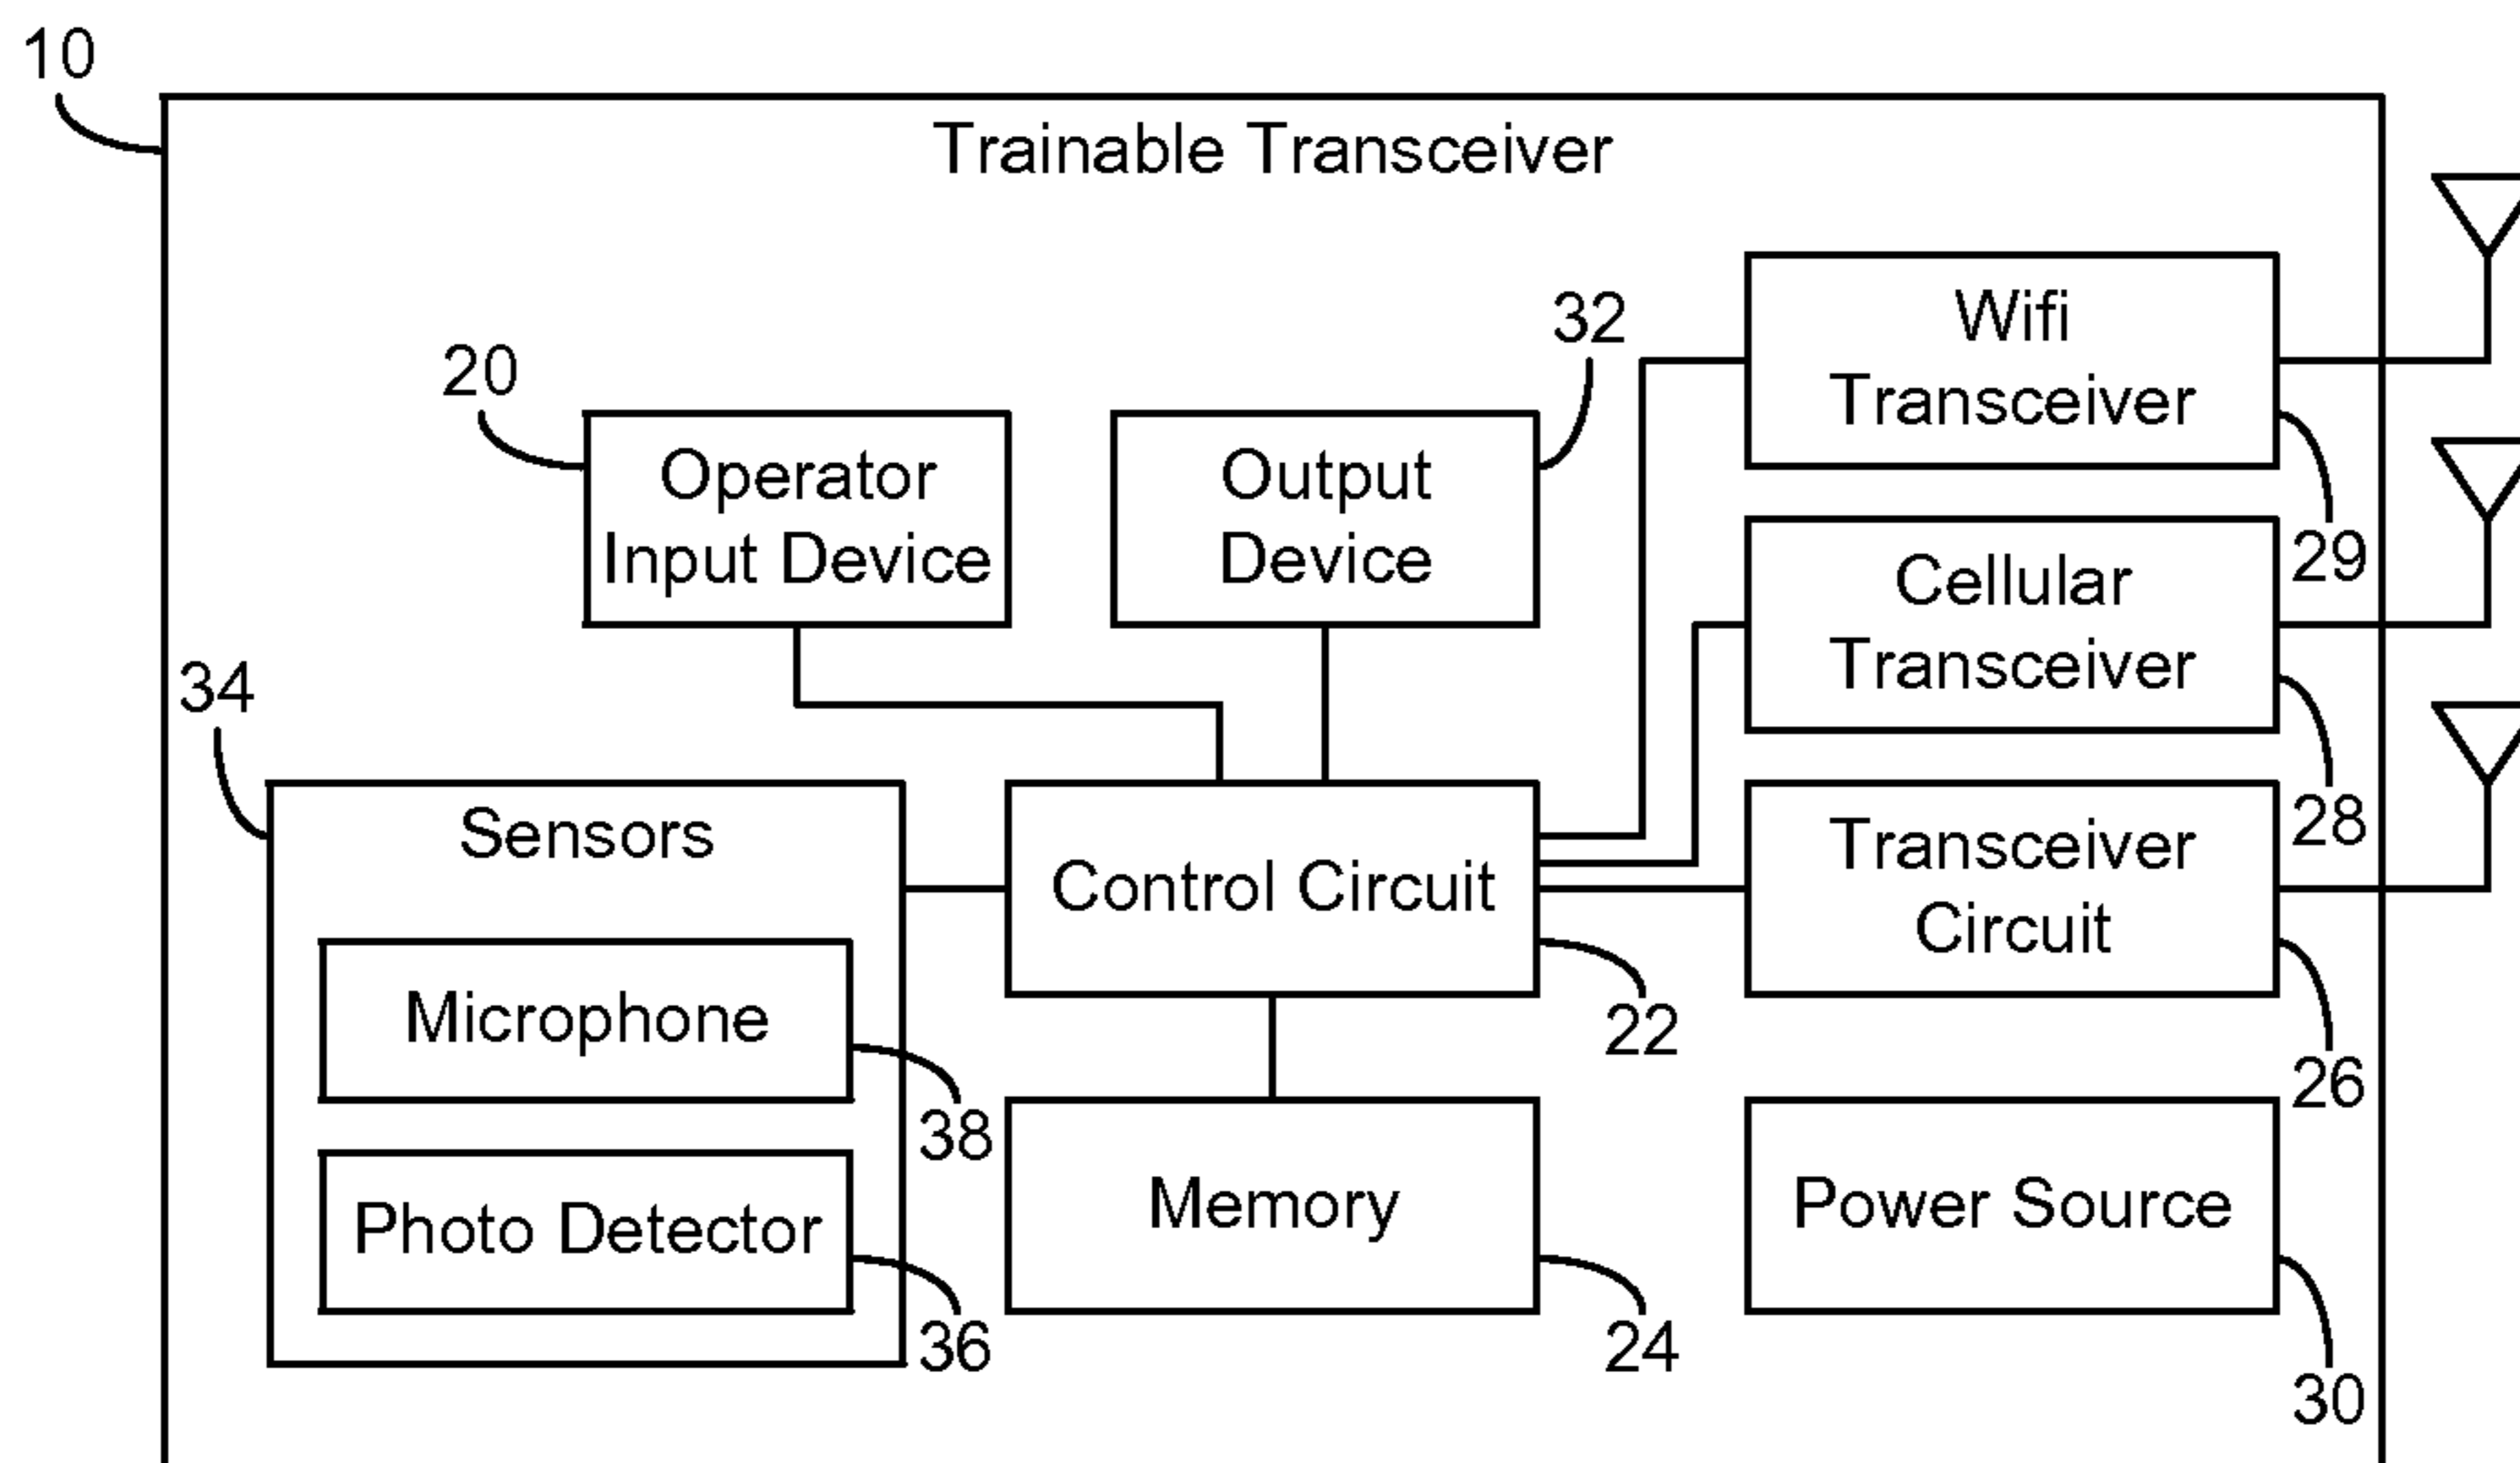 10
Trainable Transceiver
Wifi
Transceiver
29
32
20
Operator
Input Device
Output
Device
Cellular
Transceiver
28
34
Sensors
Control Circuit
22
Transceiver
Circuit
26
Microphone
38
Photo Detector
36
Memory
24
Power Source
30